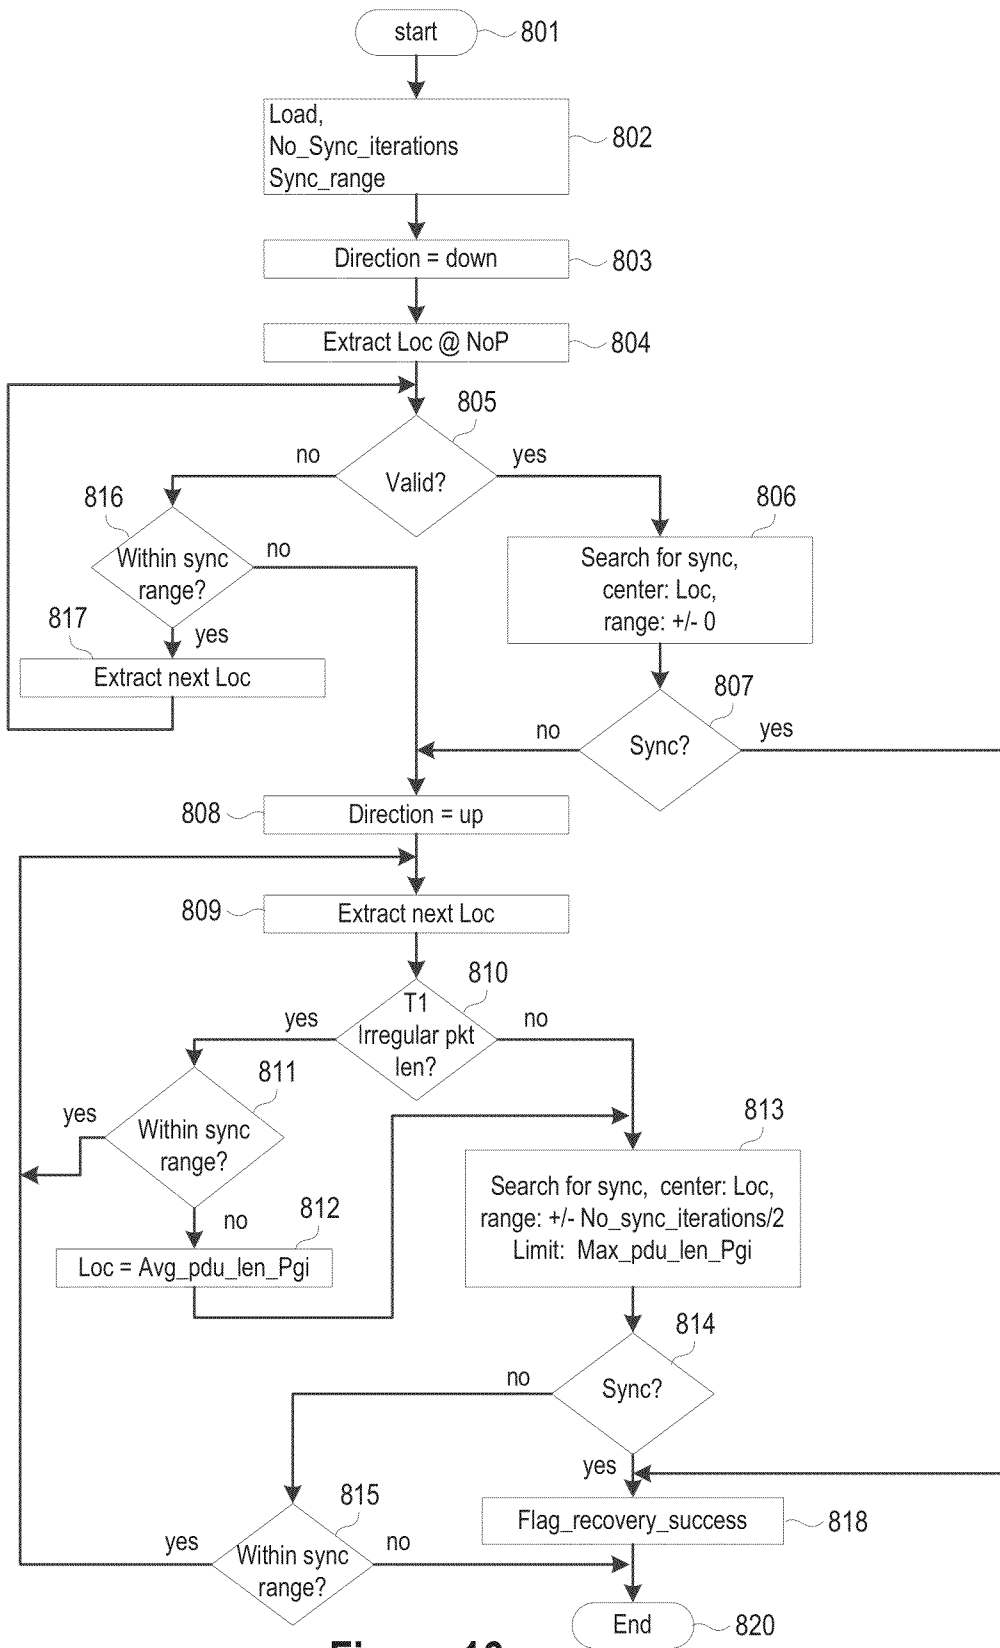 start
801
Load,
No_Sync_iterations
Sync_range
802
Direction = down
803
Extract Loc @ NoP
804
805
Valid?
no
yes
816
Within sync
range?
no
yes
806
Search for sync,
center: Loc,
range: +/- 0
817
Extract next Loc
807
Sync?
no
yes
808
Direction = up
809
Extract next Loc
810
T1
Irregular pkt
len?
yes
no
811
Within sync
range?
yes
no
812
Loc = Avg_pdu_len_Pgi
813
Search for sync, center: Loc,
range: +/- No_sync_iterations/2
Limit: Max_pdu_len_Pgi
814
Sync?
no
yes
815
Within sync
range?
yes
no
Flag_recovery_success
818
End
820